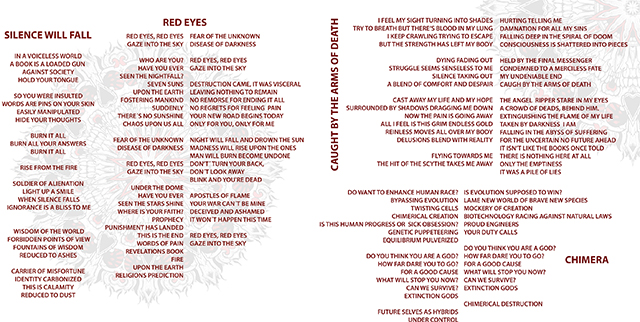 SILENCE WILL FALL
IN A VOICELESS WORLD
A BOOK IS A LOADED GUN
AGAINST SOCIETY
HOLD YOUR TONGUE
SO YOU WERE INSULTED
WORDS ARE PINS ON YOUR SKIN
EASILY MANIPULATED
HIDE YOUR THOUGHTS
BURN IT ALL
BURN ALL YOUR ANSWERS
BURN IT ALL
RISE FROM THE FIRE
SOLDIER OF ALIENATION
LIGHT UP A SMILE
WHEN SILENCE FALLS
IGNORANCE IS A BLISS TO ME
WISDOM OF THE WORLD
FORBIDDEN POINTS OF VIEW
FOUNTAINS OF WISDOM
REDUCED TO ASHES
CARRIER OF MISFORTUNE
IDENTITY CARBONIZED
THIS IS CALAMITY
REDUCED TO DUST
RED EYES
RED EYES, RED EYES
GAZE INTO THE SKY
WHO ARE YOU?
HAVE YOU EVER
SEEN THE NIGHTFALL?
SEVEN SUNS
UPON THE EARTH
FOSTERING MANKIND
SUDDENLY
THERE'S NO SUNSHINE
CHAOS UPON US ALL
FEAR OF THE UNKNOWN
DISEASE OF DARKNESS
RED EYES, RED EYES
GAZE INTO THE SKY
UNDER THE DOME
HAVE YOU EVER
SEEN THE STARS SHINE
WHERE IS YOUR FAITH?
PROPHECY
PUNISHMENT HAS LANDED
THIS IS THE END
WORDS OF PAIN
REVELATIONS BOOK
FIRE
UPON THE EARTH
RELIGIONS PREDICTION
FEAR OF THE UNKNOWN
DISEASE OF DARKNESS
RED EYES, RED EYES
GAZE INTO THE SKY
DESTRUCTION CAME, IT WAS VISCERAL
LEAVING NOTHING TO REMAIN
NO REMORSE FOR ENDING IT ALL
NO REGRETS FOR FEELING PAIN
YOUR NEW ROAD BEGINS TODAY
ONLY FOR YOU, ONLY FOR ME
NIGHT WILL FALL AND DROWN THE SUN
MADNESS WILL RISE UPON THE ONES
MAN WILL BURN BECOME UNDONE
DON'T TURN YOUR BACK,
DON'T LOOK AWAY
BLINK AND YOU'RE DEAD
APOSTLES OF FLAME
YOUR WAR CAN'T BE MINE
DECEIVED AND ASHAMED
IT WON'T HAPPEN THIS TIME
RED EYES, RED EYES
GAZE INTO THE SKY
CAUGHT BY THE ARMS OF DEATH
I FEEL MY SIGHT TURNING INTO SHADES
TRY TO BREATH BUT THERE'S BLOOD IN MY LUNG
I KEEP CRAWLING TRYING TO ESCAPE
BUT THE STRENGTH HAS LEFT MY BODY
DYING FADING OUT
STRUGGLE SEEMS SENSELESS TO ME
SILENCE TAKING OUT
A BLEND OF COMFORT AND DESPAIR
CAST AWAY MY LIFE AND MY HOPE
SURROUNDED BY SHADOWS DRAGGING ME DOWN
NOW THE PAIN IS GOING AWAY
ALL I FEEL IS THIS GRIM ENDLESS COLD
REINLESS MOVES ALL OVER MY BODY
DELUSIONS BLEND WITH REALITY
FLYING TOWARDS ME
THE HIT OF THE SCYTHE TAKES ME AWAY
HURTING TELLING ME
DAMNATION FOR ALL MY SINS
FALLING DEEP IN THE SPIRAL OF DOOM
CONSCIOUSNESS IS SHATTERED INTO PIECES
HELD BY THE FINAL MESSENGER
CONDEMNED TO A MERCILESS FATE
MY UNDENIABLE END
CAUGHT BY THE ARMS OF DEATH
THE ANGEL RIPPER STARE IN MY EYES
A CROWD OF DEADS, BEHIND HIM.
EXTINGUISHING THE FLAME OF MY LIFE
TAKEN BY DARKNESS I AM
FALLING IN THE ABYSS OF SUFFERING
FOR THE UNCERTAIN NO FUTURE AHEAD
IT ISN'T LIKE THE BOOKS ONCE TOLD
THERE IS NOTHING HERE AT ALL
ONLY THE EMPTINESS
IT WAS A PILE OF LIES
CHIMERA
DO WANT TO ENHANCE HUMAN RACE?
BYPASSING EVOLUTION
TWISTING CELLS
CHIMERICAL CREATION
IS THIS HUMAN PROGRESS OR SICK OBSESSION?
GENETIC PUPPETEERING
EQUILIBRIUM PULVERIZED
DO YOU THINK YOU ARE A GOD?
HOW FAR DARE YOU TO GO?
FOR A GOOD CAUSE
WHAT WILL STOP YOU NOW?
CAN WE SURVIVE?
EXTINCTION GODS
FUTURE SELVES AS HYBRIDS
UNDER CONTROL
IS EVOLUTION SUPPOSED TO WIN?
LAME NEW WORLD OF BRAVE NEW SPECIES
MOCKERY OF CREATION
BIOTECHNOLOGY RACING AGAINST NATURAL LAWS
PROUD ENGINEERS
YOUR DUTY CALLS
DO YOU THINK YOU ARE A GOD?
HOW FAR DARE YOU TO GO?
FOR A GOOD CAUSE
WHAT WILL STOP YOU NOW?
CAN WE SURVIVE?
EXTINCTION GODS
CHIMERICAL DESTRUCTION